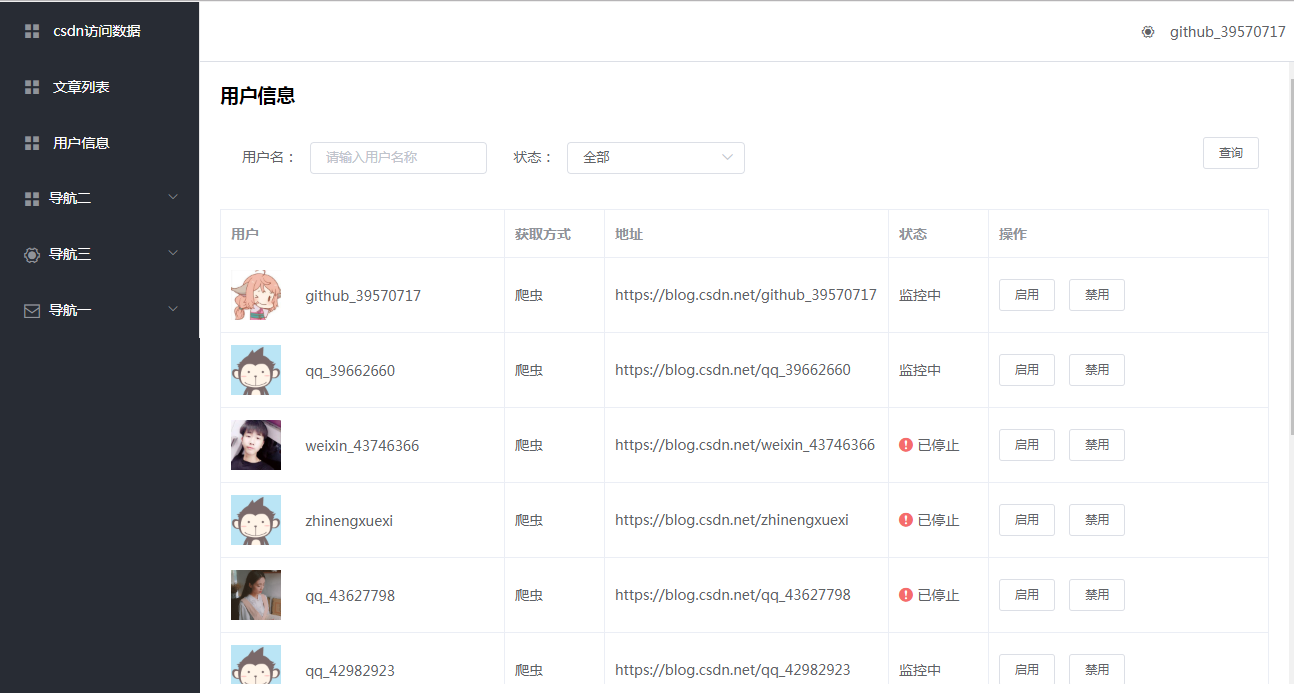 csdn访问数据
文章列表
用户信息
导航二
导航三
导航一
github_39570717
用户信息
用户名： 请输入用户名称 状态： 全部 查询
用户 获取方式 地址 状态 操作
github_39570717 爬虫 https://blog.csdn.net/github_39570717 监控中 启用 禁用
qq_39662660 爬虫 https://blog.csdn.net/qq_39662660 监控中 启用 禁用
weixin_43746366 爬虫 https://blog.csdn.net/weixin_43746366 已停止 启用 禁用
zhinengxuexi 爬虫 https://blog.csdn.net/zhinengxuexi 已停止 启用 禁用
qq_43627798 爬虫 https://blog.csdn.net/qq_43627798 已停止 启用 禁用
qq_42982923 爬虫 https://blog.csdn.net/qq_42982923 监控中 启用 禁用